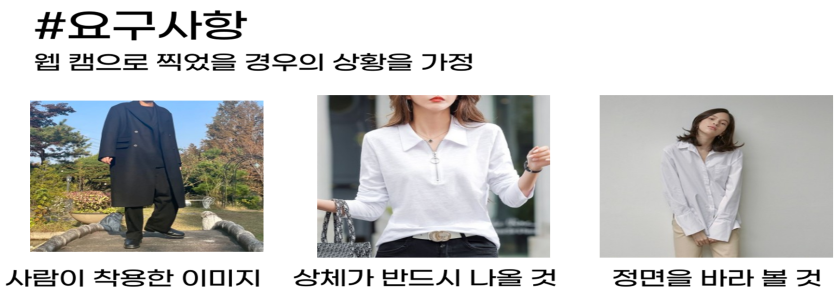 #요구사항
웹 캠으로 찍었을 경우의 상황을 가정
사람이 착용한 이미지
상체가 반드시 나올 것
정면을 바라 볼 것